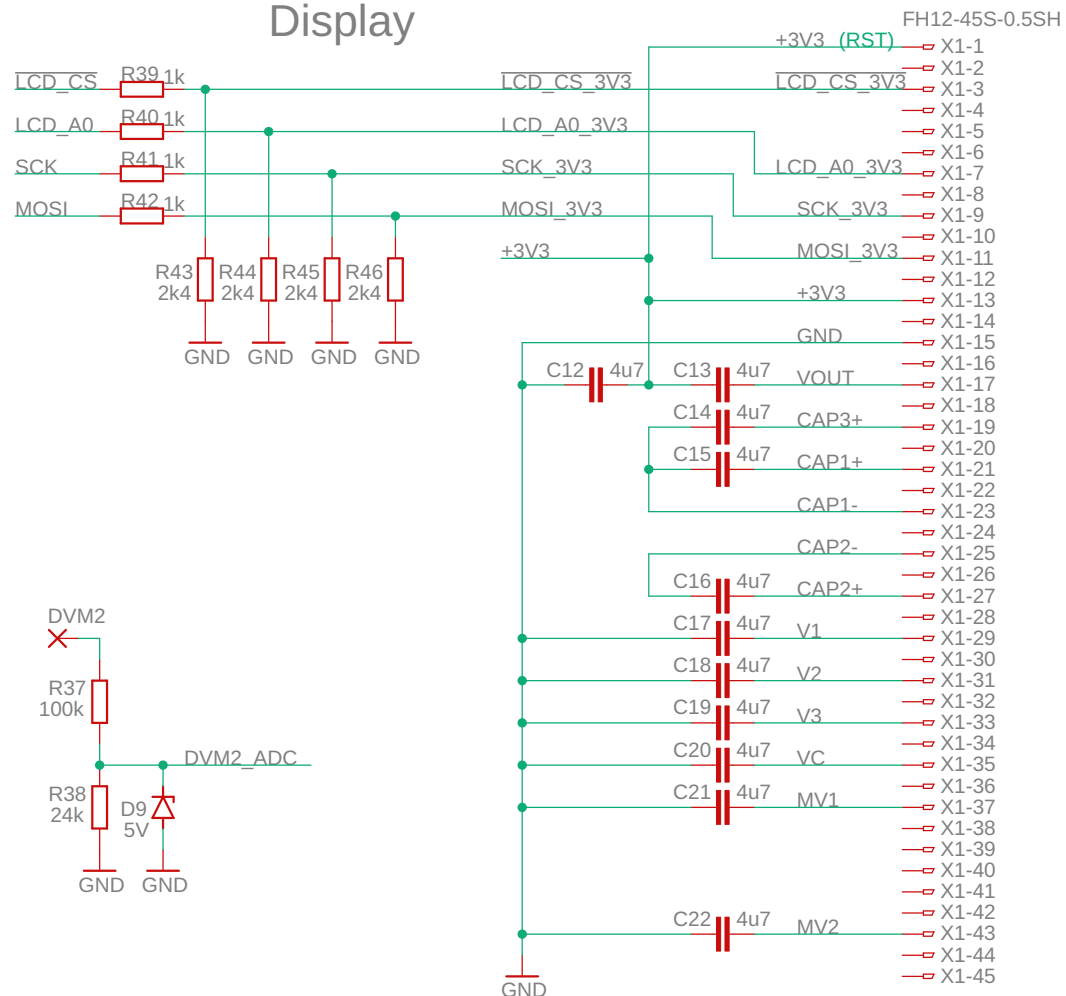 Display
FH12-45S-0.5SH
+3V3 (RST) X1-1
X1-2
LCD_CS R39 1k LCD_CS_3V3 LCD_CS_3V3 X1-3
X1-4
LCD_A0 R40 1k LCD_A0_3V3 X1-5
X1-6
SCK R41 1k SCK_3V3 LCD_A0_3V3 X1-7
X1-8
MOSI R42 1k MOSI_3V3 SCK_3V3 X1-9
X1-10
+3V3 MOSI_3V3 X1-11
R43 R44 R45 R46 X1-12
2k4 2k4 2k4 2k4 +3V3 X1-13
X1-14
GND X1-15
GND GND GND GND X1-16
C12 4u7 C13 4u7 VOUT X1-17
X1-18
C14 4u7 CAP3+ X1-19
X1-20
C15 4u7 CAP1+ X1-21
X1-22
CAP1- X1-23
X1-24
CAP2- X1-25
X1-26
C16 4u7 CAP2+ X1-27
DVM2 X1-28
C17 4u7 V1 X1-29
X1-30
C18 4u7 V2 X1-31
R37 X1-32
100k C19 4u7 V3 X1-33
X1-34
DVM2_ADC C20 4u7 VC X1-35
X1-36
R38 D9 C21 4u7 MV1 X1-37
24k 5V X1-38
X1-39
X1-40
GND GND X1-41
X1-42
C22 4u7 MV2 X1-43
X1-44
X1-45
GND